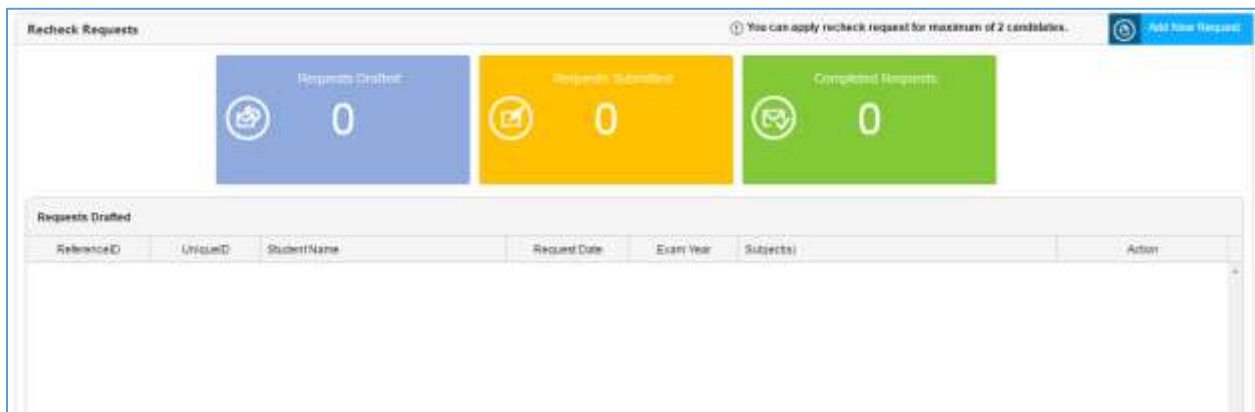 Recheck Requests
You can apply recheck request for maximum of 2 candidates.
Add New Request
Requests Drafted
0
Requests Submitted
0
Completed Requests
0
Requests Drafted
ReferenceID UniqueID StudentName Request Date Exam Year Subject(s) Action